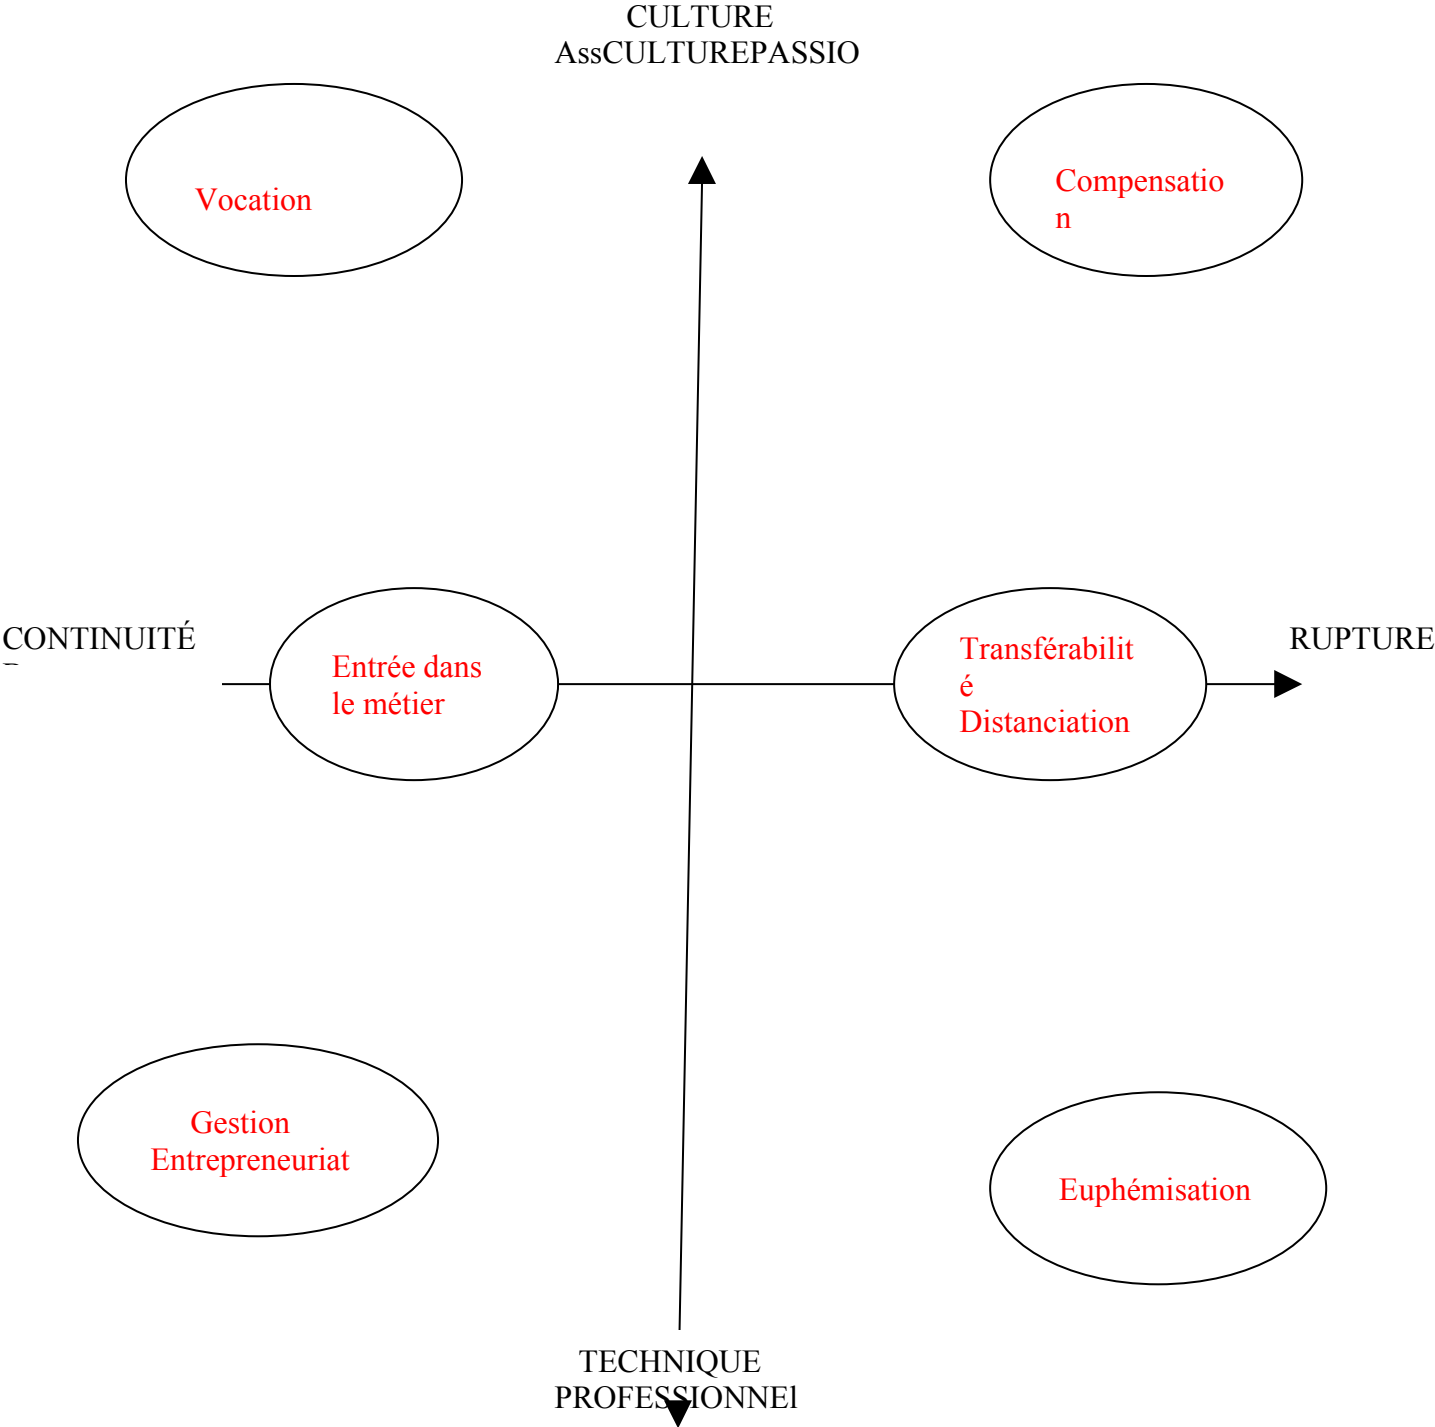 CULTURE
AssCULTUREPASSIO
Vocation
Compensatio
n
CONTINUITÉ
RUPTURE
Entrée dans
le métier
Transférabilit
é
Distanciation
Gestion
Entrepreneuriat
Euphémisation
TECHNIQUE
PROFESSIONNEl